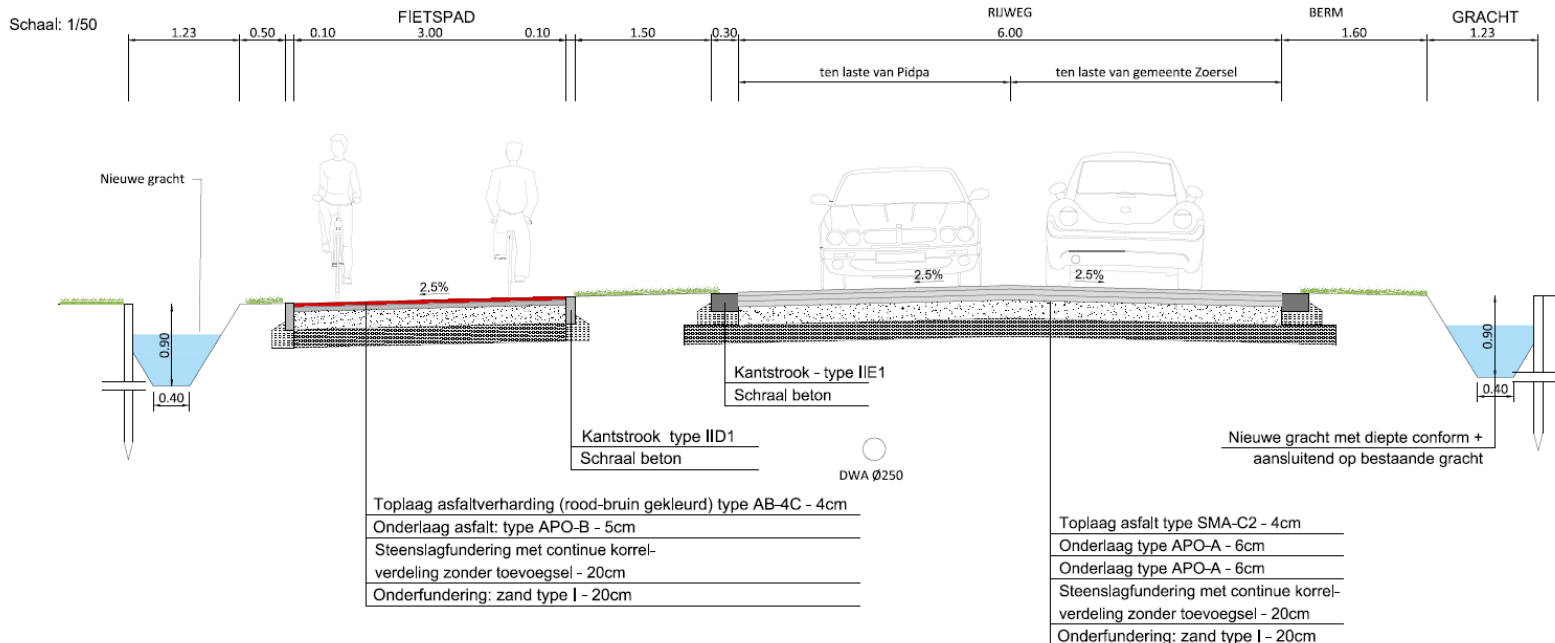 Schaal: 1/50
FIETSPAD
RIJWEG
BERM
GRACHT
1.23
0.50
0.10
3.00
0.10
1.50
0.30
6.00
1.60
1.23
ten laste van Pidpa
ten laste van gemeente Zoersel
Nieuwe gracht
2.5%
2.5%
2.5%
0.90
0.40
0.90
0.40
Kantstrook - type IIE1
Schraal beton
Kantstrook type IID1
Schraal beton
DWA Ø250
Nieuwe gracht met diepte conform +
aansluitend op bestaande gracht
Toplaag asfaltverharding (rood-bruin gekleurd) type AB-4C - 4cm
Onderlaag asfalt: type APO-B - 5cm
Steenslagfundering met continue korrel-
verdeling zonder toevoegsel - 20cm
Onderfundering: zand type I - 20cm
Toplaag asfalt type SMA-C2 - 4cm
Onderlaag type APO-A - 6cm
Onderlaag type APO-A - 6cm
Steenslagfundering met continue korrel-
verdeling zonder toevoegsel - 20cm
Onderfundering: zand type I - 20cm